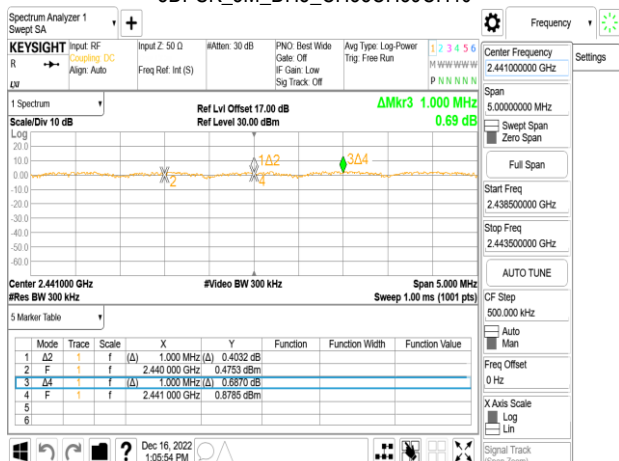 Spectrum Analyzer 1
Swept SA
Frequency
KEYSIGHT Input: RF
Coupling: DC
Align: Auto
R
LXI
Input Z: 50 Ω
Freq Ref: Int (S)
#Atten: 30 dB
PNO: Best Wide
Gate: Off
IF Gain: Low
Sig Track: Off
Avg Type: Log-Power
Trig: Free Run
1 2 3 4 5 6
M W W W W W
P N N N N N
1 Spectrum
Scale/Div 10 dB
Ref Lvl Offset 17.00 dB
Ref Level 30.00 dBm
ΔMkr3 1.000 MHz
0.69 dB
Log
20.0
10.0
0.00
-10.0
-20.0
-30.0
-40.0
-50.0
-60.0
2
1Δ2
4
3Δ4
Center 2.441000 GHz
#Res BW 300 kHz
#Video BW 300 kHz
Span 5.000 MHz
Sweep 1.00 ms (1001 pts)
5 Marker Table
Mode Trace Scale X Y Function Function Width Function Value
1 Δ2 1 f (Δ) 1.000 MHz (Δ) 0.4032 dB
2 F 1 f 2.440 000 GHz 0.4753 dBm
3 Δ4 1 f (Δ) 1.000 MHz (Δ) 0.6870 dB
4 F 1 f 2.441 000 GHz 0.8785 dBm
5
6
Dec 16, 2022
1:05:54 PM
Center Frequency
2.441000000 GHz
Settings
Span
5.00000000 MHz
Swept Span
Zero Span
Full Span
Start Freq
2.438500000 GHz
Stop Freq
2.443500000 GHz
AUTO TUNE
CF Step
500.000 kHz
Auto
Man
Freq Offset
0 Hz
X Axis Scale
Log
Lin
Signal Track